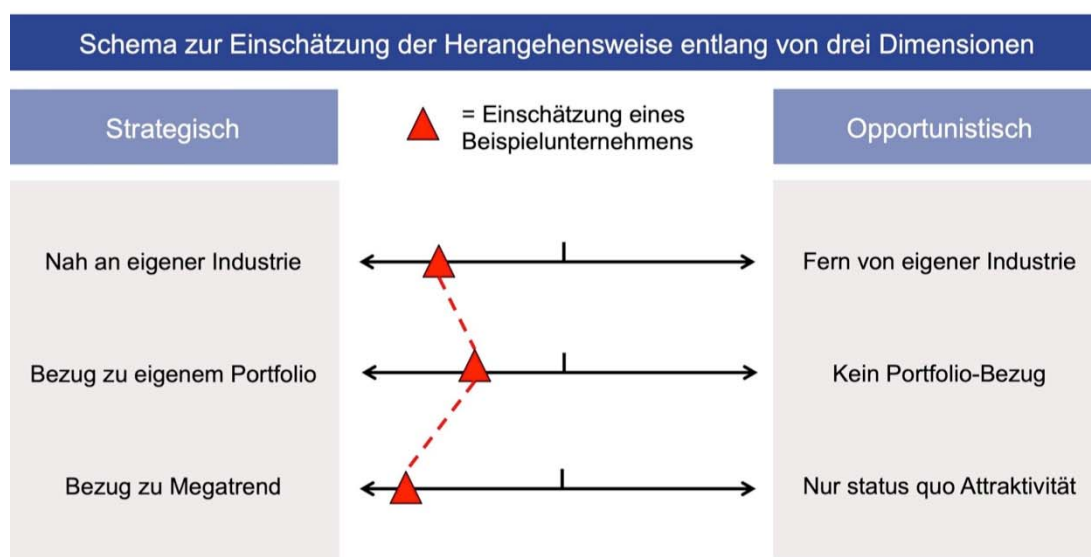 Schema zur Einschätzung der Herangehensweise entlang von drei Dimensionen
Strategisch
= Einschätzung eines
Beispielunternehmens
Opportunistisch
Nah an eigener Industrie
Fern von eigener Industrie
Bezug zu eigenem Portfolio
Kein Portfolio-Bezug
Bezug zu Megatrend
Nur status quo Attraktivität